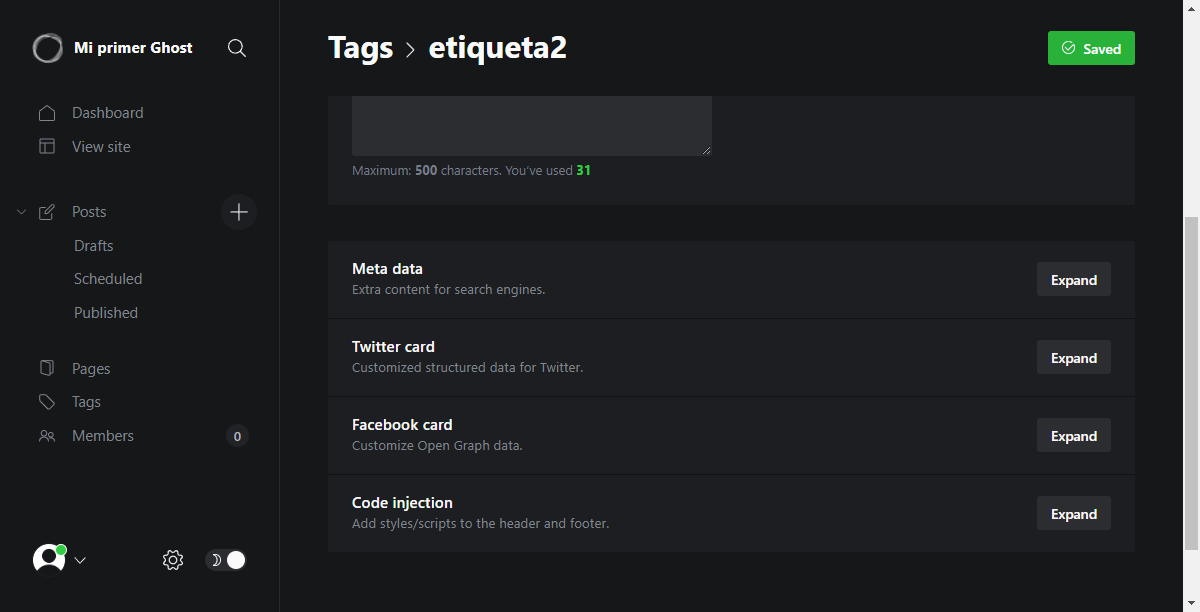 Mi primer Ghost
Dashboard
View site
Posts
Drafts
Scheduled
Published
Pages
Tags
Members 0
Tags > etiqueta2
Saved
Maximum: 500 characters. You've used 31
Meta data
Extra content for search engines.
Expand
Twitter card
Customized structured data for Twitter.
Expand
Facebook card
Customize Open Graph data.
Expand
Code injection
Add styles/scripts to the header and footer.
Expand